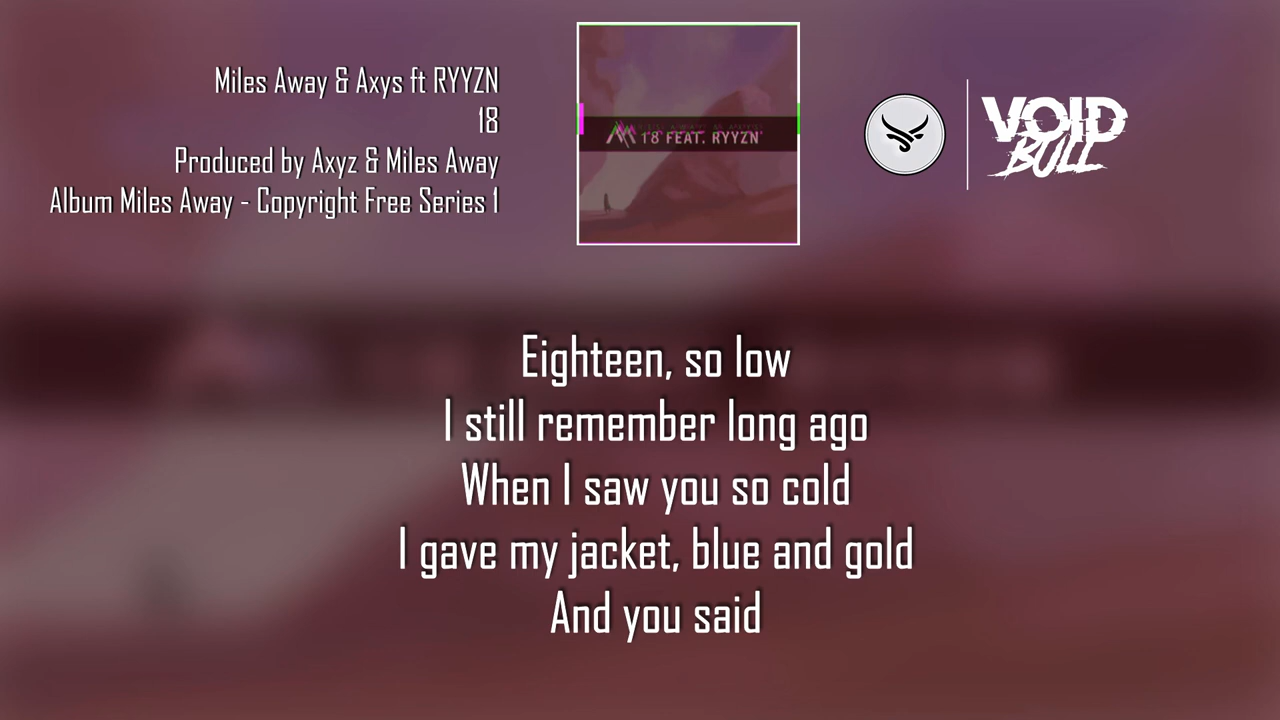 Miles Away & Axys ft RYYZN
18
Produced by Axyz & Miles Away
Album Miles Away - Copyright Free Series 1
18 FEAT. RYYZN
VOID
BULL
Eighteen, so low
I still remember long ago
When I saw you so cold
I gave my jacket, blue and gold
And you said